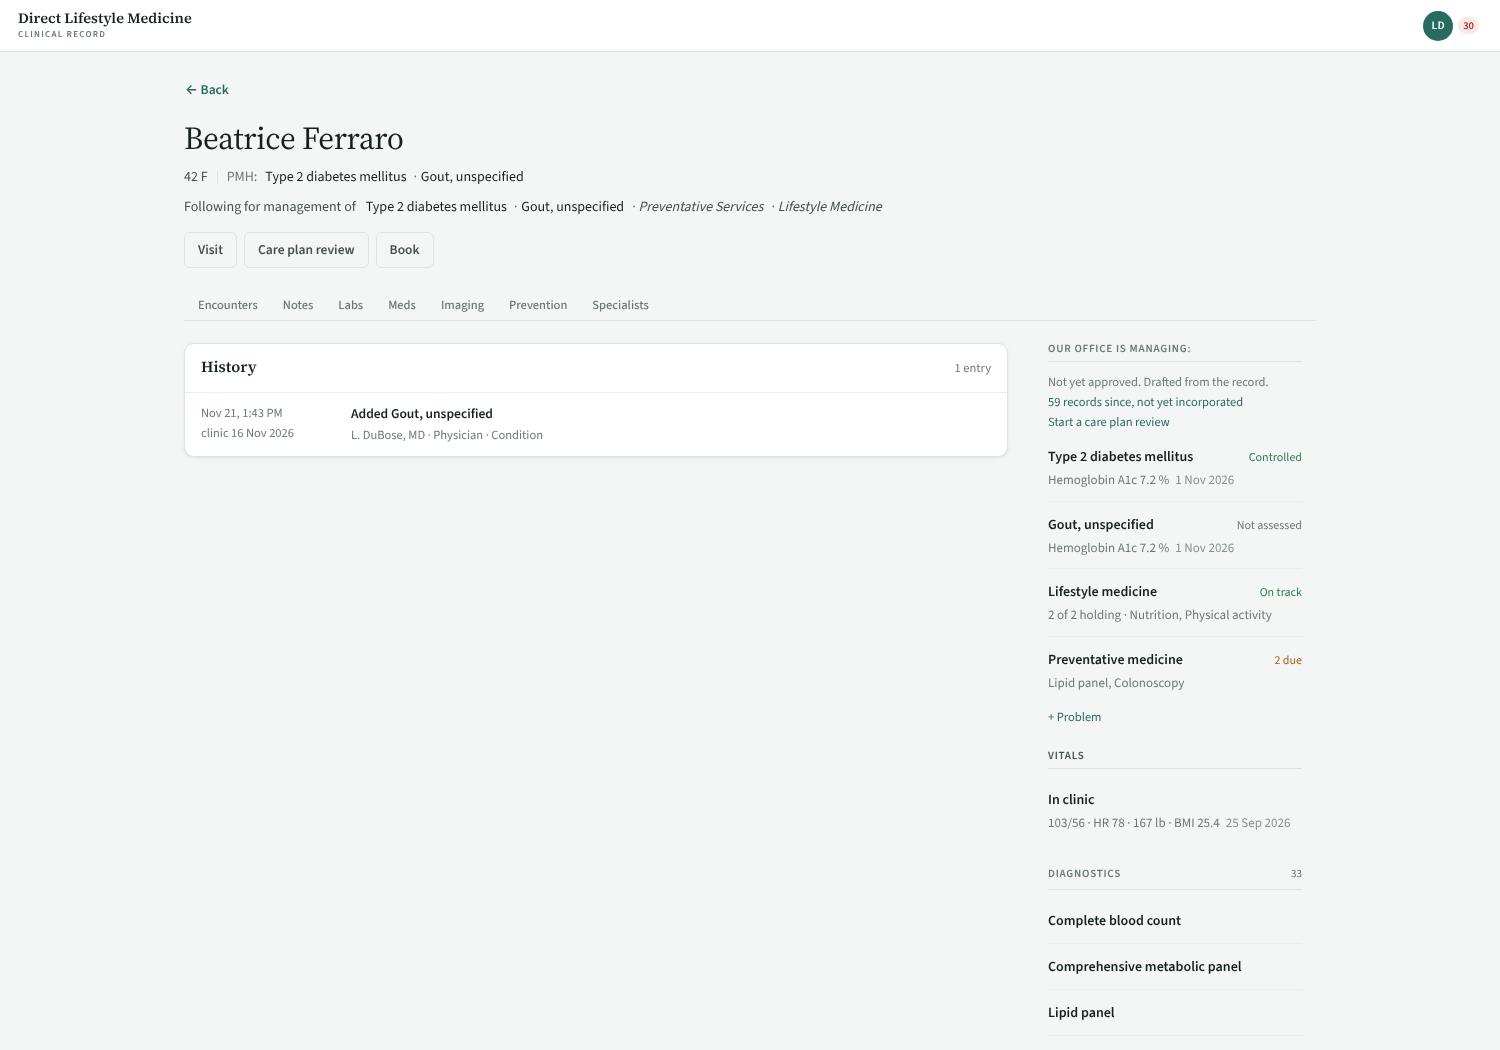 Direct Lifestyle Medicine
CLINICAL RECORD
LD
30
← Back
Beatrice Ferraro
42 F | PMH: Type 2 diabetes mellitus · Gout, unspecified
Following for management of Type 2 diabetes mellitus · Gout, unspecified · Preventative Services · Lifestyle Medicine
Visit
Care plan review
Book
Encounters Notes Labs Meds Imaging Prevention Specialists
History
1 entry
Nov 21, 1:43 PM
clinic 16 Nov 2026
Added Gout, unspecified
L. DuBose, MD · Physician · Condition
OUR OFFICE IS MANAGING:
Not yet approved. Drafted from the record.
59 records since, not yet incorporated
Start a care plan review
Type 2 diabetes mellitus Controlled
Hemoglobin A1c 7.2 % 1 Nov 2026
Gout, unspecified Not assessed
Hemoglobin A1c 7.2 % 1 Nov 2026
Lifestyle medicine On track
2 of 2 holding · Nutrition, Physical activity
Preventative medicine 2 due
Lipid panel, Colonoscopy
+ Problem
VITALS
In clinic
103/56 · HR 78 · 167 lb · BMI 25.4 25 Sep 2026
DIAGNOSTICS 33
Complete blood count
Comprehensive metabolic panel
Lipid panel